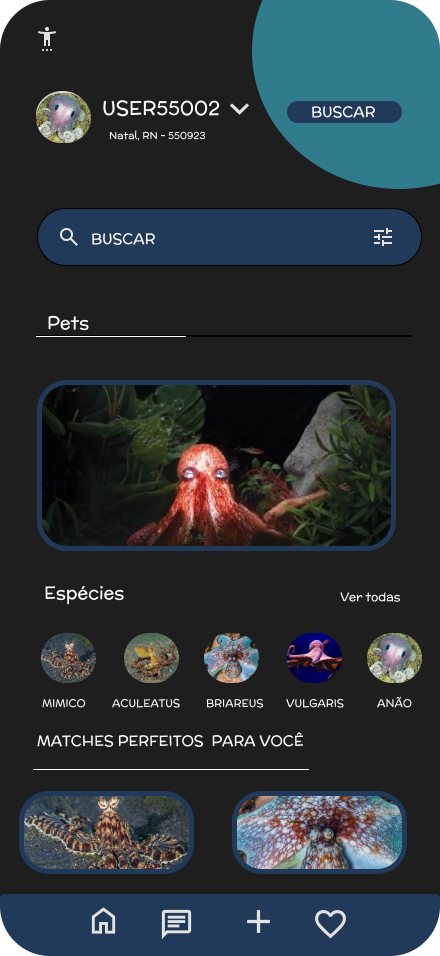 USER55002
BUSCAR
Natal, RN - 550923
BUSCAR
Pets
Espécies
Ver todas
MIMICO ACULEATUS BRIAREUS VULGARIS ANÃO
MATCHES PERFEITOS PARA VOCÊ